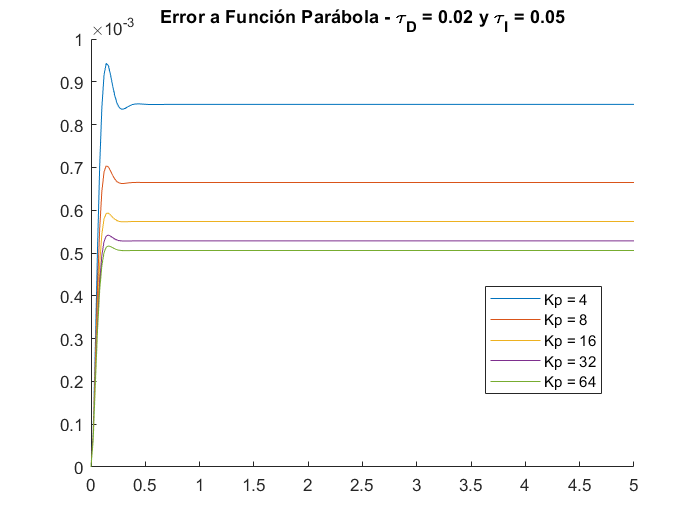 ×10-3
Error a Función Parábola - τD = 0.02 y τI = 0.05
1
0.9
0.8
0.7
0.6
0.5
0.4
0.3
0.2
0.1
0
Kp = 4
Kp = 8
Kp = 16
Kp = 32
Kp = 64
0 0.5 1 1.5 2 2.5 3 3.5 4 4.5 5